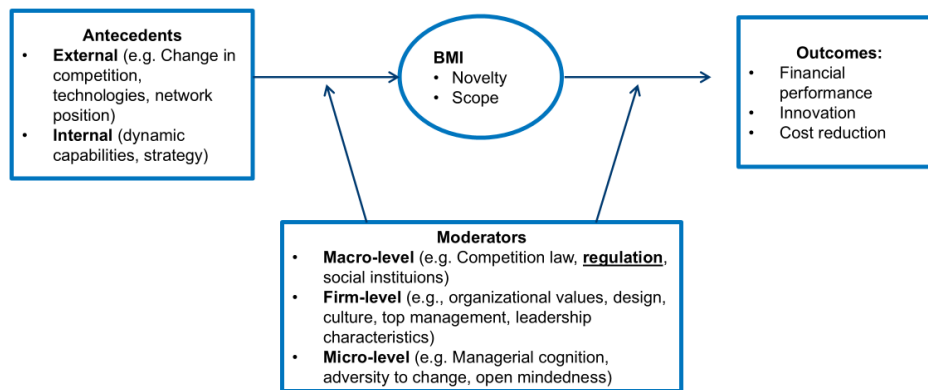 Antecedents
• External (e.g. Change in
competition,
technologies, network
position)
• Internal (dynamic
capabilities, strategy)
BMI
• Novelty
• Scope
Outcomes:
• Financial
performance
• Innovation
• Cost reduction
Moderators
• Macro-level (e.g. Competition law, regulation,
social instituions)
• Firm-level (e.g., organizational values, design,
culture, top management, leadership
characteristics)
• Micro-level (e.g. Managerial cognition,
adversity to change, open mindedness)